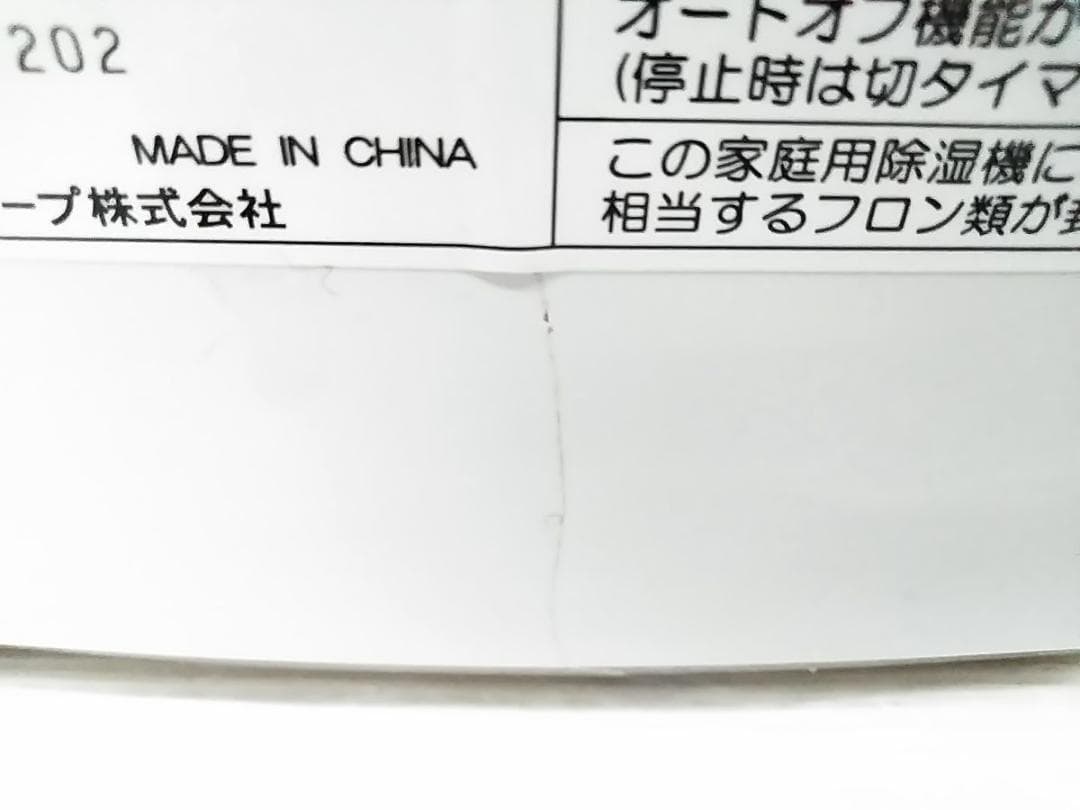 202
MADE IN CHINA
ープ株式会社
オートオフ機能が
(停止時は切タイマ
この家庭用除湿機に
相当するフロン類が封